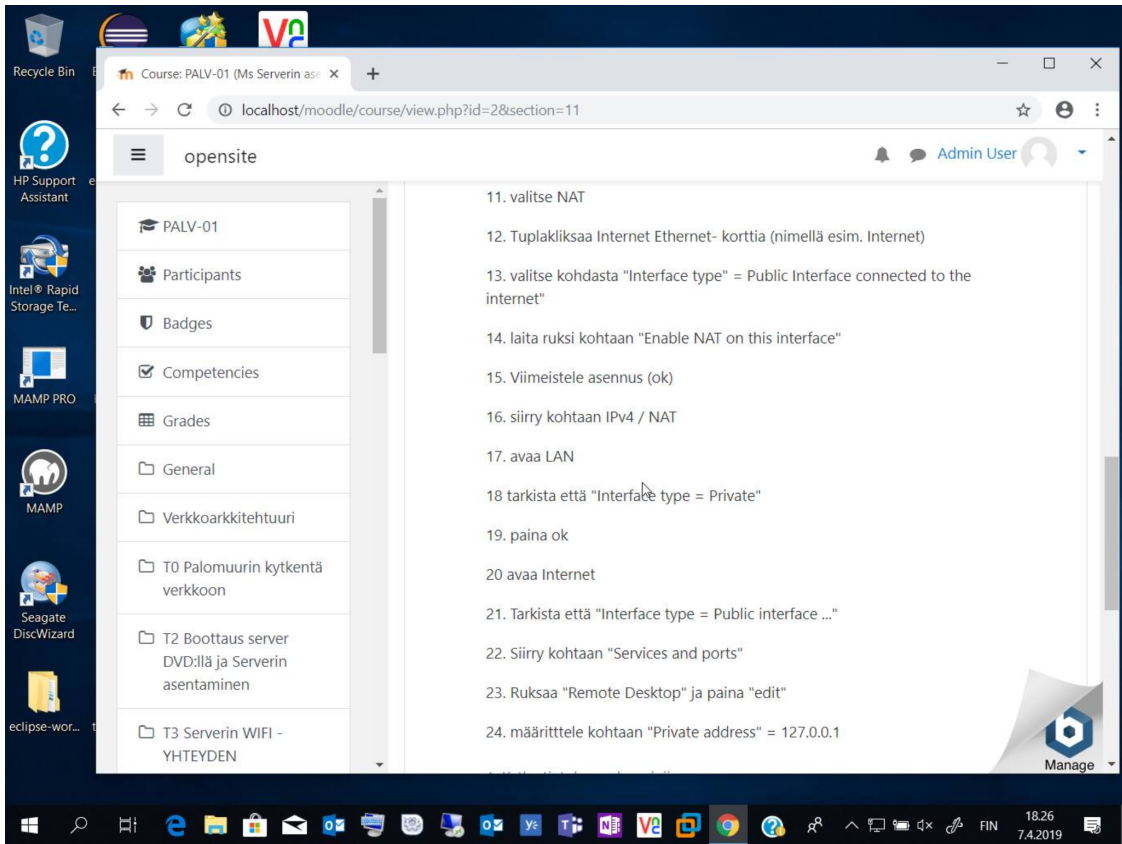 Recycle Bin
Course: PALV-01 (Ms Serverin ase
localhost/moodle/course/view.php?id=2&section=11
opensite
Admin User
HP Support
Assistant
Intel® Rapid
Storage Te...
MAMP PRO
MAMP
Seagate
DiscWizard
eclipse-wor...
PALV-01
Participants
Badges
Competencies
Grades
General
Verkkoarkkitehtuuri
T0 Palomuurin kytkentä
verkkoon
T2 Boottaus server
DVD:llä ja Serverin
asentaminen
T3 Serverin WIFI -
YHTEYDEN
11. valitse NAT
12. Tuplakliksaa Internet Ethernet- korttia (nimellä esim. Internet)
13. valitse kohdasta "Interface type" = Public Interface connected to the
internet"
14. laita ruksi kohtaan "Enable NAT on this interface"
15. Viimeistele asennus (ok)
16. siirry kohtaan IPv4 / NAT
17. avaa LAN
18 tarkista että "Interface type = Private"
19. paina ok
20 avaa Internet
21. Tarkista että "Interface type = Public interface ..."
22. Siirry kohtaan "Services and ports"
23. Ruksaa "Remote Desktop" ja paina "edit"
24. määritttele kohtaan "Private address" = 127.0.0.1
Manage
FIN
18.26
7.4.2019